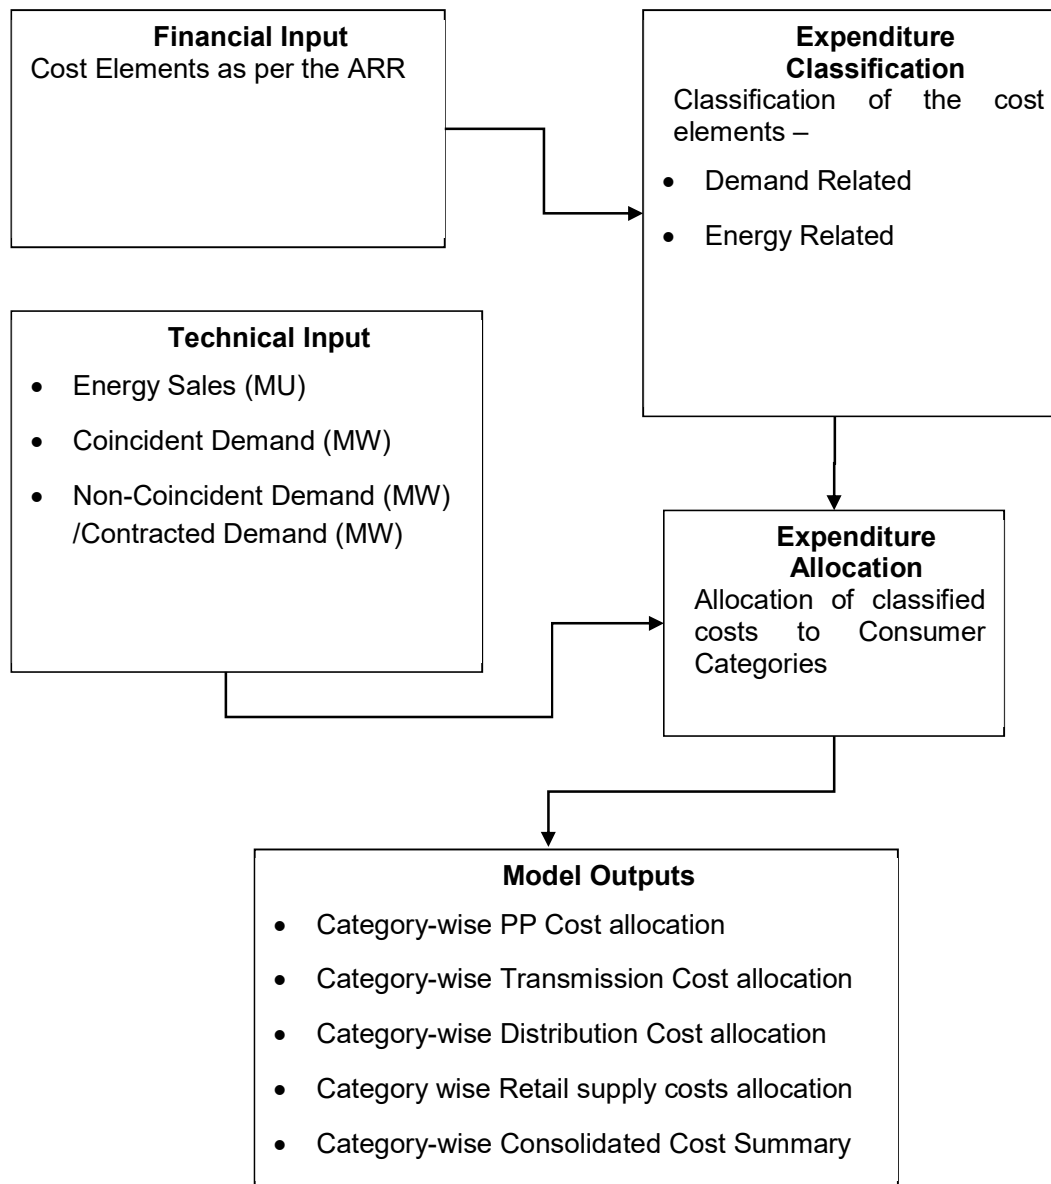 Financial Input
Cost Elements as per the ARR
Expenditure
Classification
Classification of the cost
elements –
• Demand Related
• Energy Related
Technical Input
• Energy Sales (MU)
• Coincident Demand (MW)
• Non-Coincident Demand (MW)
/Contracted Demand (MW)
Expenditure
Allocation
Allocation of classified
costs to Consumer
Categories
Model Outputs
• Category-wise PP Cost allocation
• Category-wise Transmission Cost allocation
• Category-wise Distribution Cost allocation
• Category wise Retail supply costs allocation
• Category-wise Consolidated Cost Summary